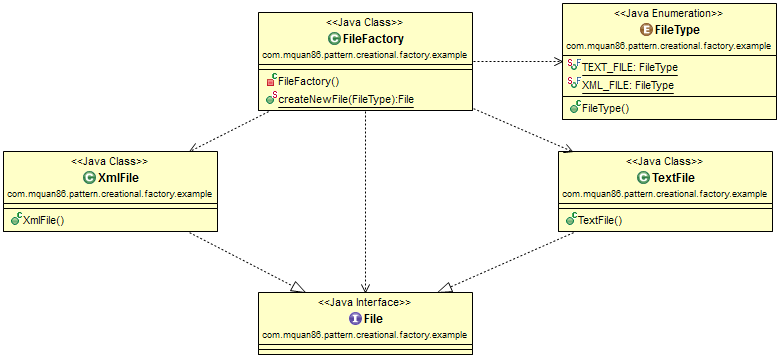 <<Java Class>>
FileFactory
com.mquan86.pattern.creational.factory.example
FileFactory()
createNewFile(FileType):File
<<Java Enumeration>>
FileType
com.mquan86.pattern.creational.factory.example
TEXT_FILE: FileType
XML_FILE: FileType
FileType()
<<Java Class>>
XmlFile
com.mquan86.pattern.creational.factory.example
XmlFile()
<<Java Class>>
TextFile
com.mquan86.pattern.creational.factory.example
TextFile()
<<Java Interface>>
File
com.mquan86.pattern.creational.factory.example